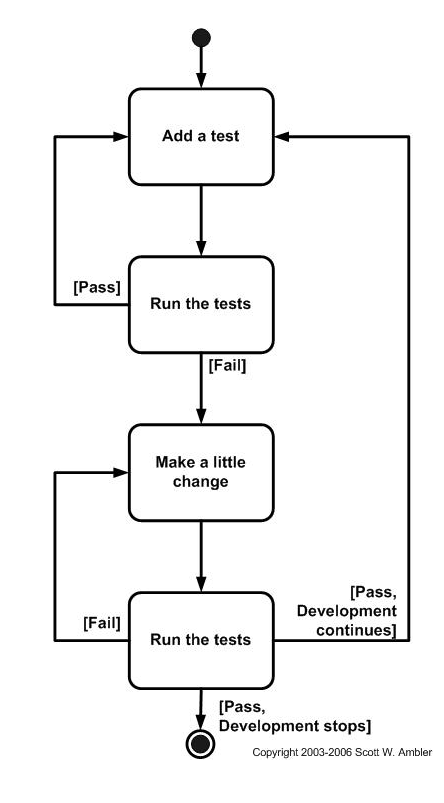 Add a test
[Pass]
Run the tests
[Fail]
Make a little
change
[Fail]
Run the tests
[Pass,
Development
continues]
[Pass,
Development stops]
Copyright 2003-2006 Scott W. Ambler